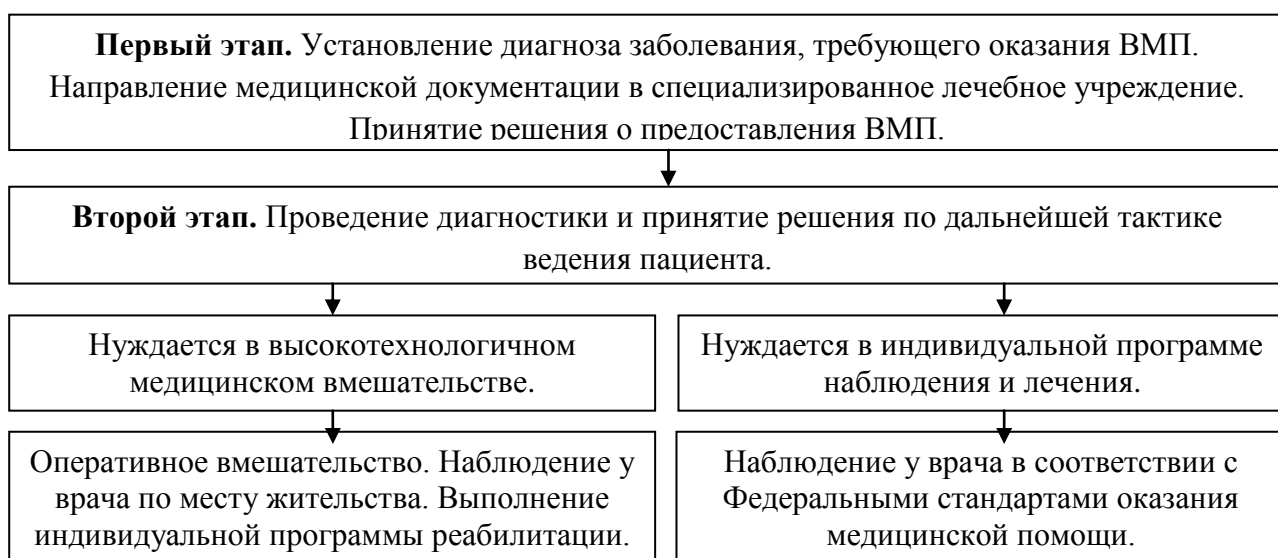 Первый этап. Установление диагноза заболевания, требующего оказания ВМП.
Направление медицинской документации в специализированное лечебное учреждение.
Принятие решения о предоставления ВМП.
Второй этап. Проведение диагностики и принятие решения по дальнейшей тактике
ведения пациента.
Нуждается в высокотехнологичном
медицинском вмешательстве.
Нуждается в индивидуальной программе
наблюдения и лечения.
Оперативное вмешательство. Наблюдение у
врача по месту жительства. Выполнение
индивидуальной программы реабилитации.
Наблюдение у врача в соответствии с
Федеральными стандартами оказания
медицинской помощи.